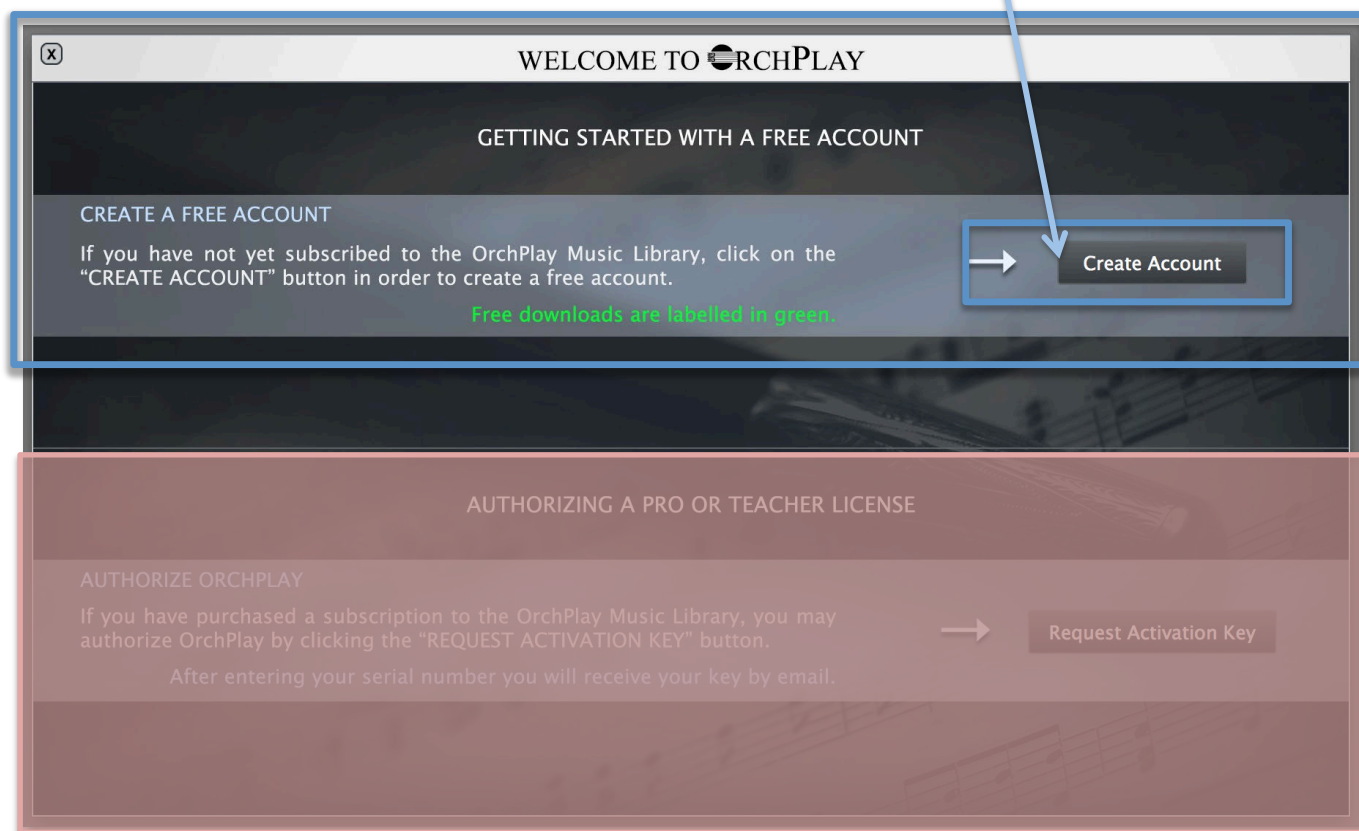 X
WELCOME TO ORCHPLAY
GETTING STARTED WITH A FREE ACCOUNT
CREATE A FREE ACCOUNT
If you have not yet subscribed to the OrchPlay Music Library, click on the
“CREATE ACCOUNT” button in order to create a free account.
Free downloads are labelled in green.
Create Account
AUTHORIZING A PRO OR TEACHER LICENSE
AUTHORIZE ORCHPLAY
If you have purchased a subscription to the OrchPlay Music Library, you may
authorize OrchPlay by clicking the “REQUEST ACTIVATION KEY” button.
After entering your serial number you will receive your key by email.
Request Activation Key